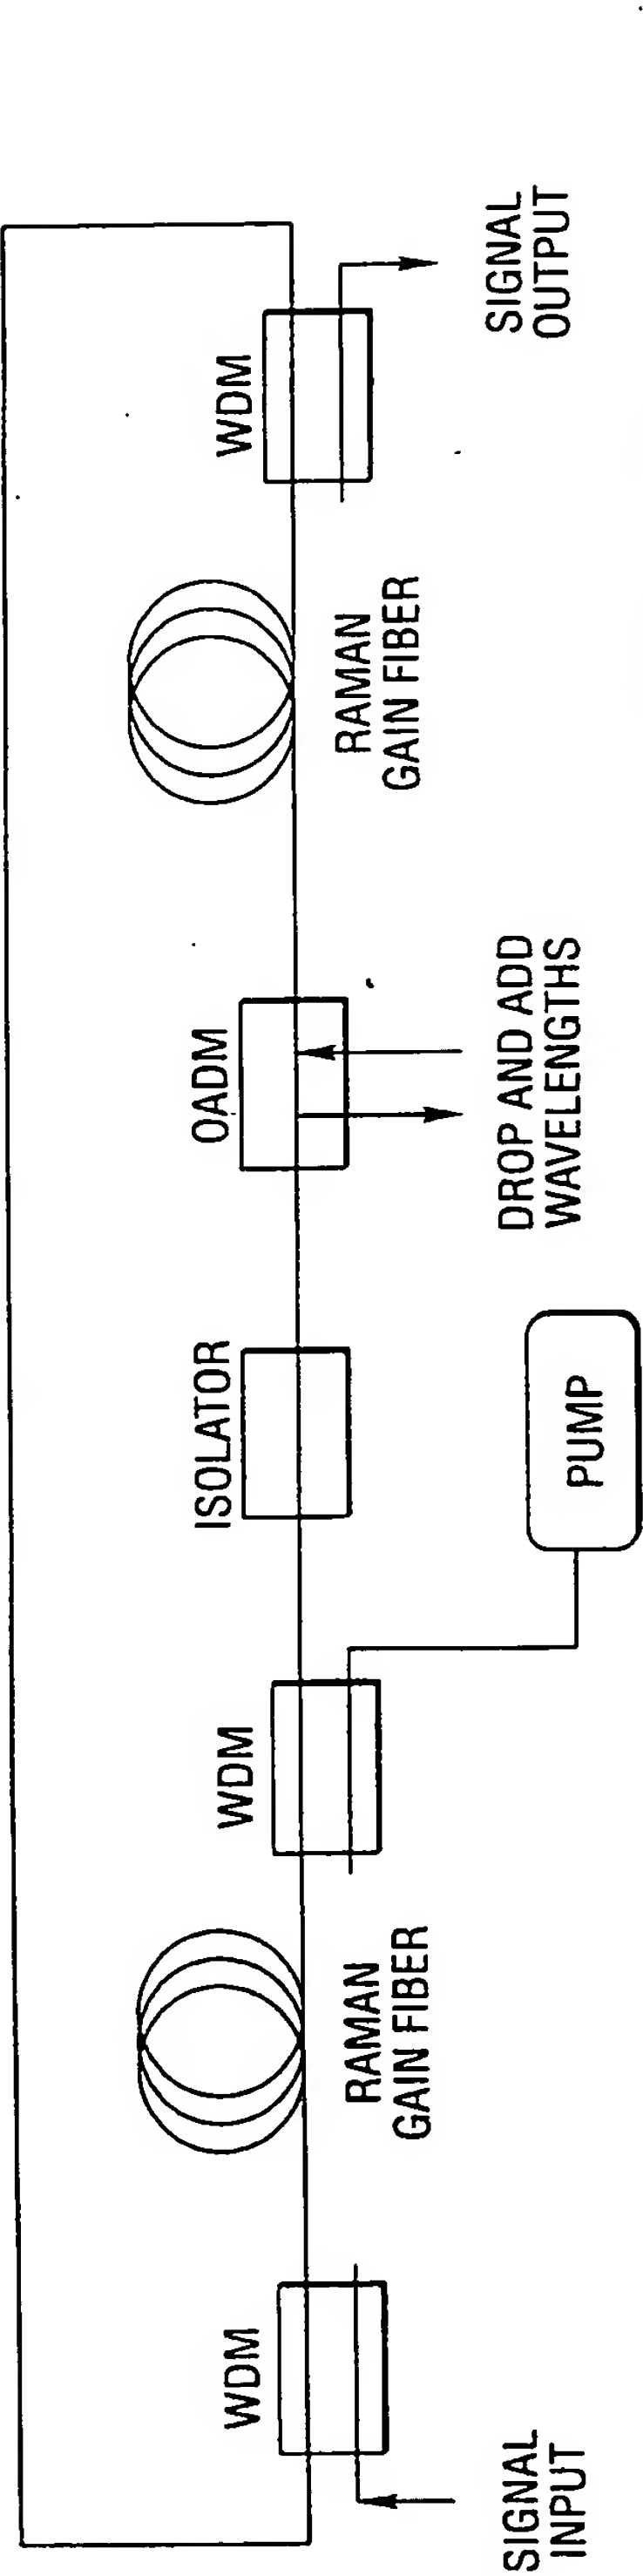 SIGNAL
INPUT
WDM
RAMAN
GAIN FIBER
WDM
PUMP
ISOLATOR
OADM
DROP AND ADD
WAVELENGTHS
RAMAN
GAIN FIBER
WDM
SIGNAL
OUTPUT